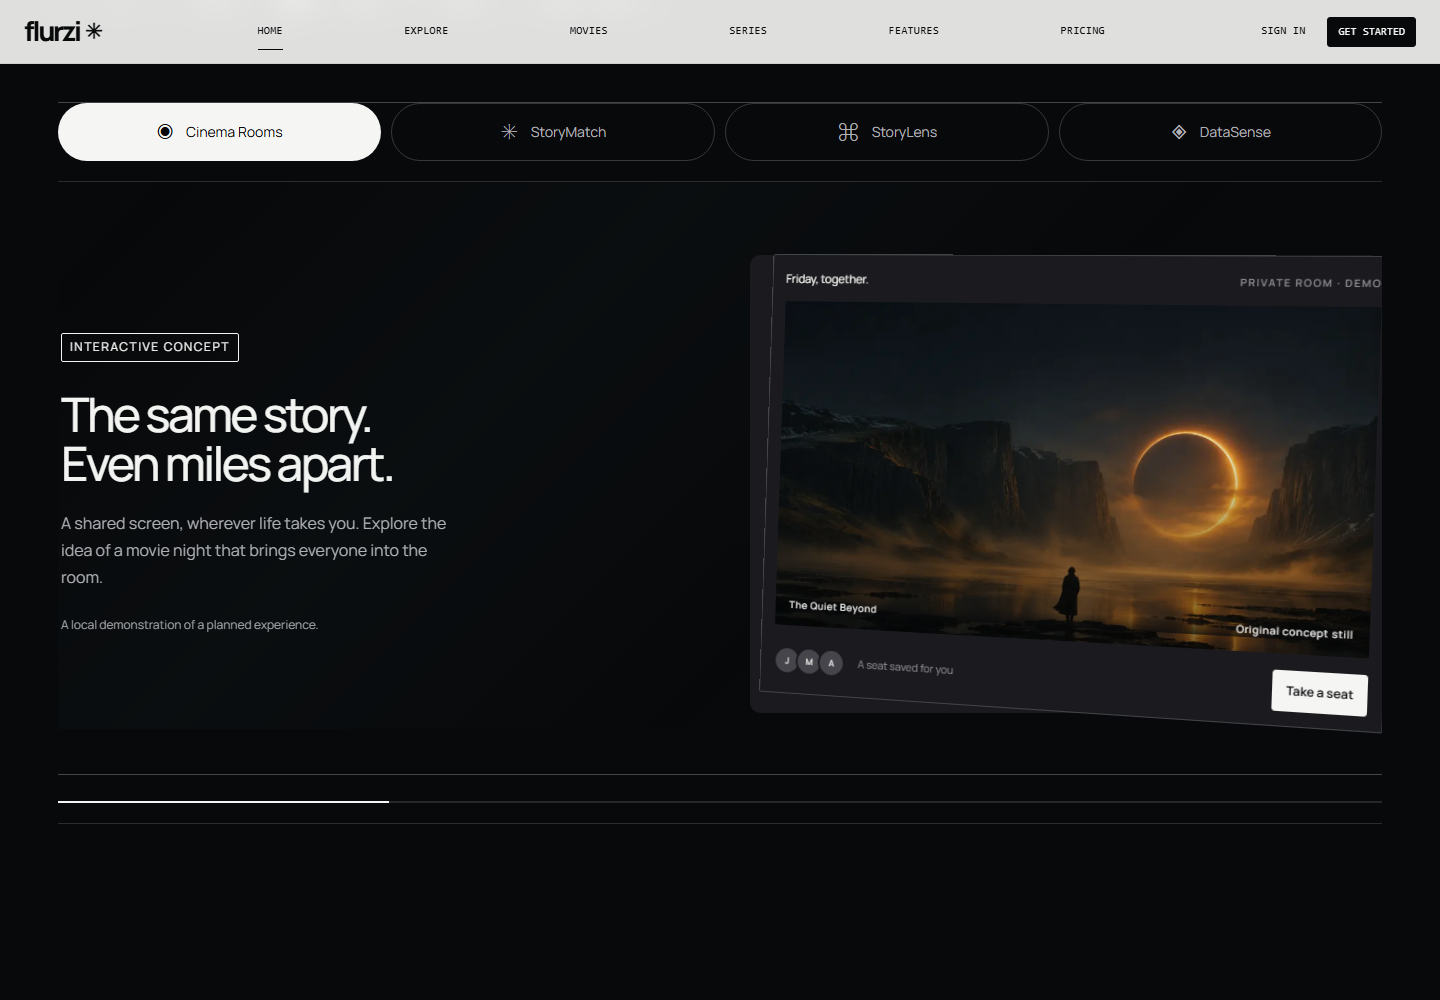 flurzi
HOME EXPLORE MOVIES SERIES FEATURES PRICING SIGN IN GET STARTED
Cinema Rooms StoryMatch StoryLens DataSense
Friday, together. PRIVATE ROOM · DEMO
INTERACTIVE CONCEPT
The same story.
Even miles apart.
A shared screen, wherever life takes you. Explore the
idea of a movie night that brings everyone into the
room.
A local demonstration of a planned experience.
The Quiet Beyond
Original concept still
J M A A seat saved for you
Take a seat